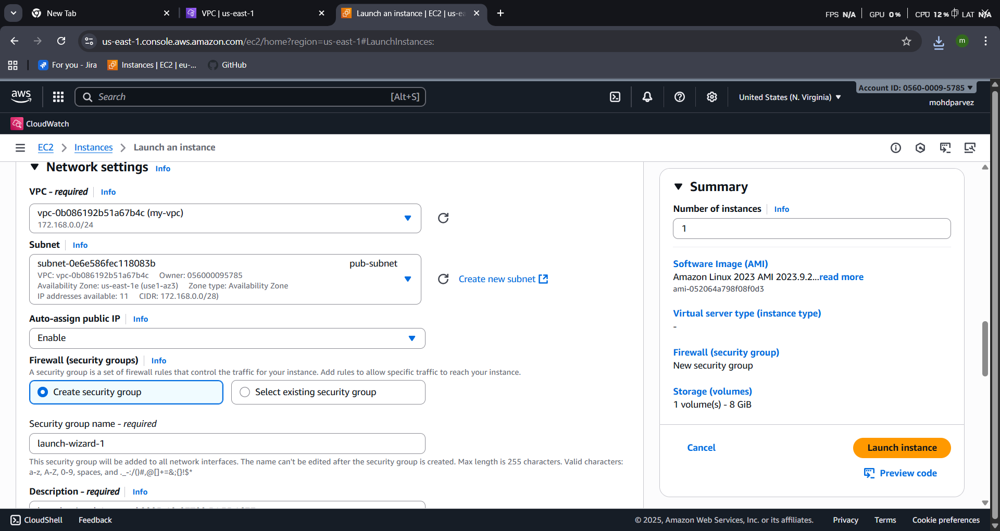 New Tab
VPC | us-east-1
Launch an instance | EC2 | us-ea
FPS N/A
GPU 0%
CPU 12%
LAT N/A
us-east-1.console.aws.amazon.com/ec2/home?region=us-east-1#LaunchInstances:
m
For you - Jira
Instances | EC2 | eu-...
GitHub
aws
Search
[Alt+S]
United States (N. Virginia)
Account ID: 0560-0009-5785
mohdparvez
CloudWatch
EC2
Instances
Launch an instance
Network settings Info
VPC - required
Info
vpc-0b086192b51a67b4c (my-vpc)
172.168.0.0/24
Subnet
Info
subnet-0e6e586fec118083b
pub-subnet
VPC: vpc-0b086192b51a67b4c Owner: 056000095785
Availability Zone: us-east-1e (use1-az3) Zone type: Availability Zone
IP addresses available: 11 CIDR: 172.168.0.0/28)
Create new subnet
Auto-assign public IP
Info
Enable
Firewall (security groups)
Info
A security group is a set of firewall rules that control the traffic for your instance. Add rules to allow specific traffic to reach your instance.
Create security group
Select existing security group
Security group name - required
launch-wizard-1
This security group will be added to all network interfaces. The name can't be edited after the security group is created. Max length is 255 characters. Valid characters:
a-z, A-Z, 0-9, spaces, and ._-:/()#,@[]+=&;{}!$*
Description - required
Info
Summary
Number of instances
Info
1
Software Image (AMI)
Amazon Linux 2023 AMI 2023.9.2...read more
ami-052064a798f08f0d3
Virtual server type (instance type)
-
Firewall (security group)
New security group
Storage (volumes)
1 volume(s) - 8 GiB
Cancel
Launch instance
Preview code
CloudShell
Feedback
© 2025, Amazon Web Services, Inc. or its affiliates.
Privacy
Terms
Cookie preferences